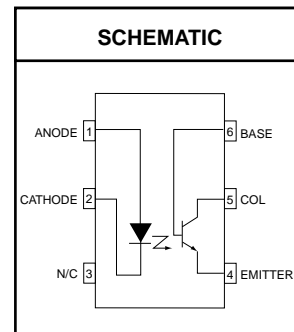 SCHEMATIC
ANODE 1
6 BASE
CATHODE 2
5 COL
N/C 3
4 EMITTER